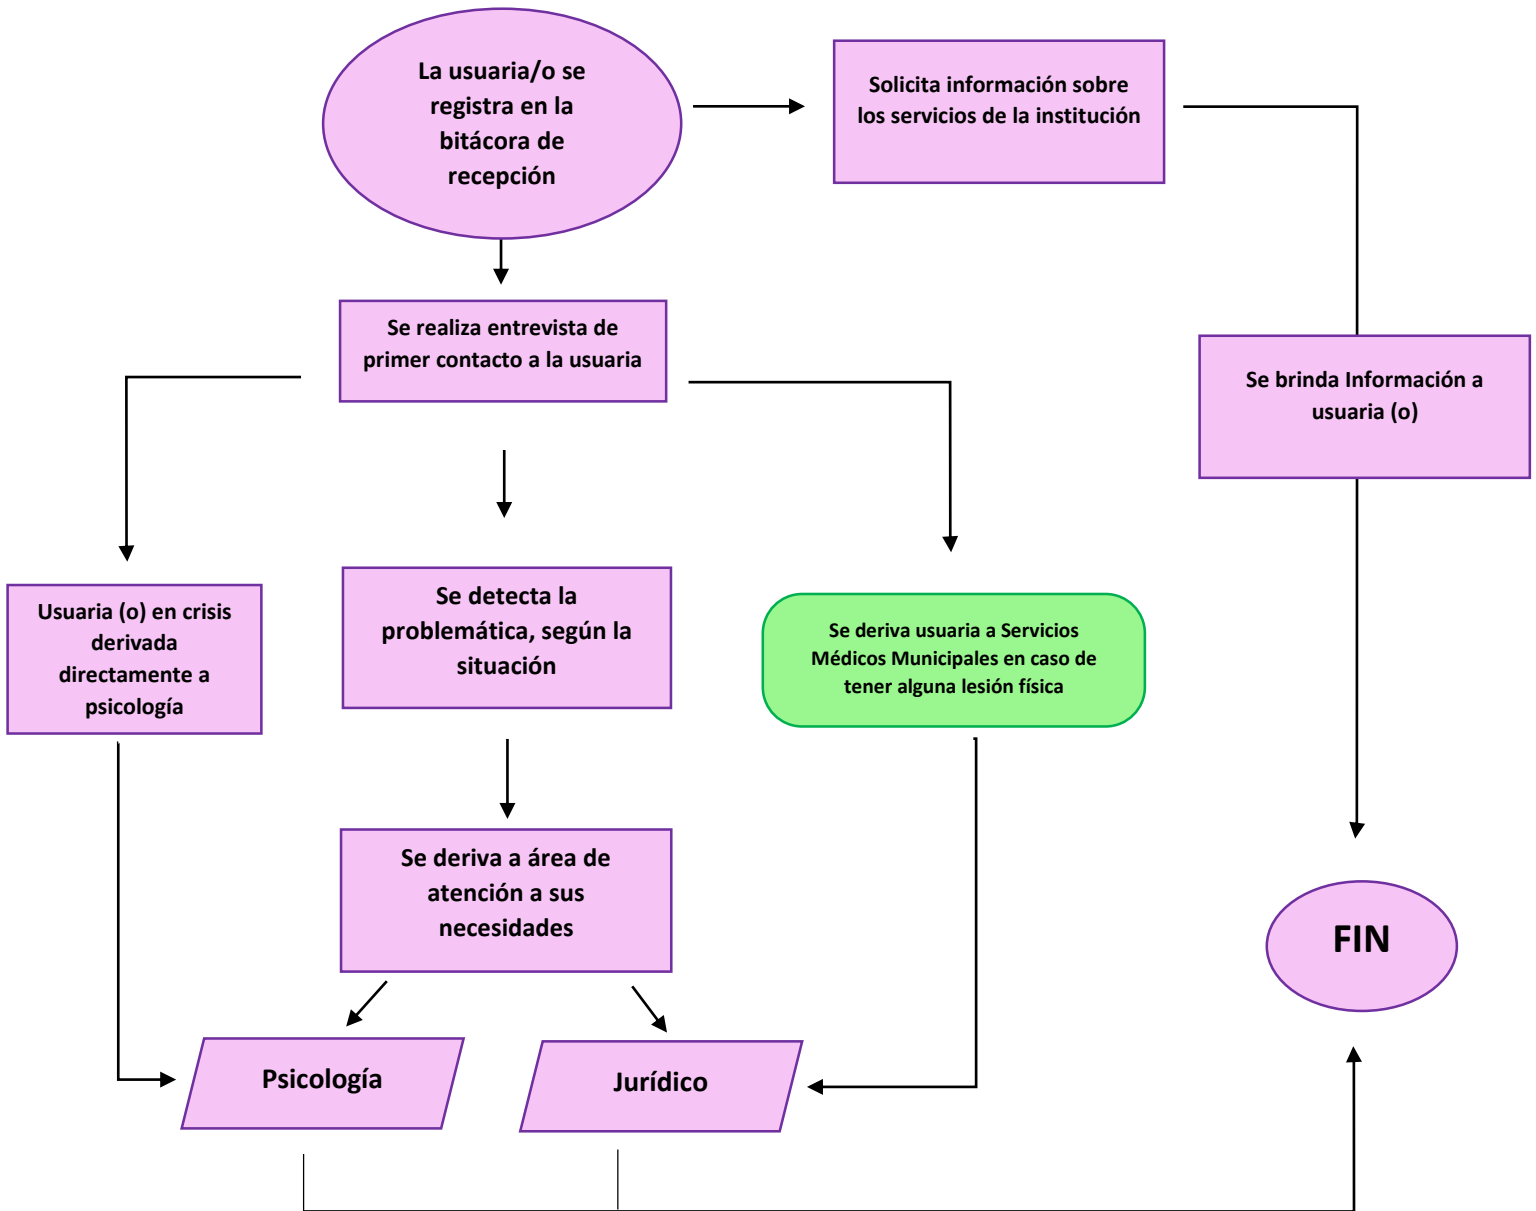 La usuaria/o se
registra en la
bitácora de
recepción
Solicita información sobre
los servicios de la institución
Se realiza entrevista de
primer contacto a la usuaria
Se brinda Información a
usuaria (o)
Usuaria (o) en crisis
derivada
directamente a
psicología
Se detecta la
problemática, según la
situación
Se deriva usuaria a Servicios
Médicos Municipales en caso de
tener alguna lesión física
Se deriva a área de
atención a sus
necesidades
FIN
Psicología
Jurídico